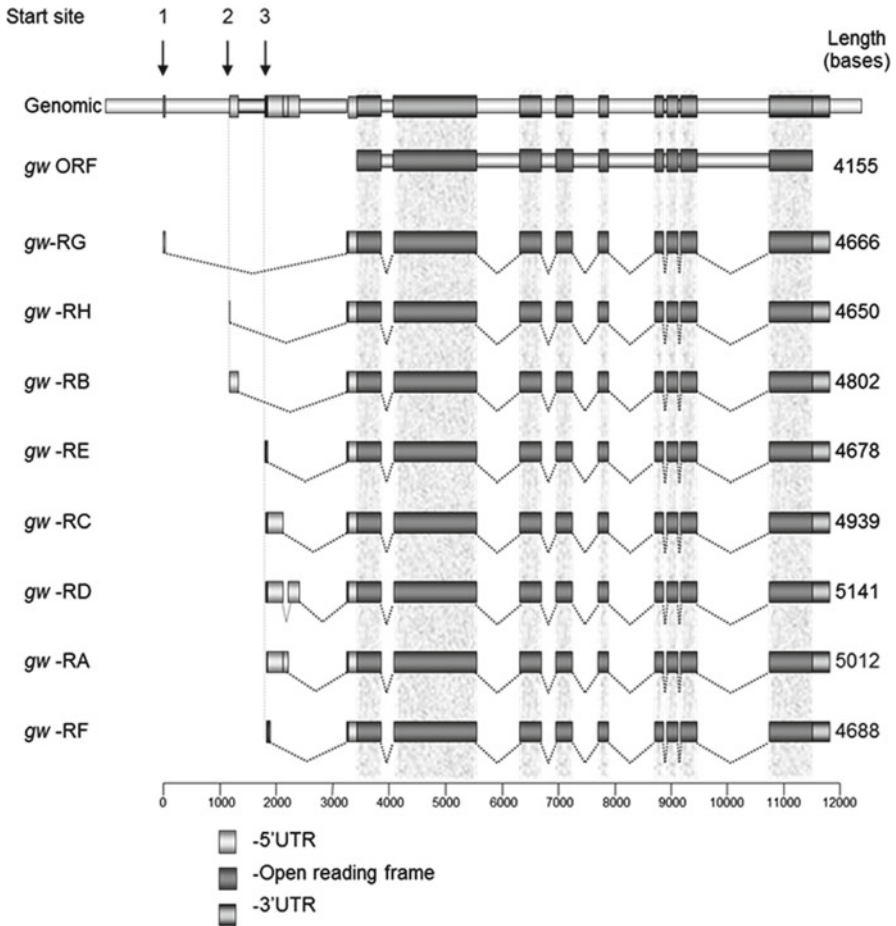 Start site 1 2 3
Length
(bases)
Genomic
gw ORF 4155
gw-RG 4666
gw -RH 4650
gw -RB 4802
gw -RE 4678
gw -RC 4939
gw -RD 5141
gw -RA 5012
gw -RF 4688
0 1000 2000 3000 4000 5000 6000 7000 8000 9000 10000 11000 12000
-5'UTR
-Open reading frame
-3'UTR